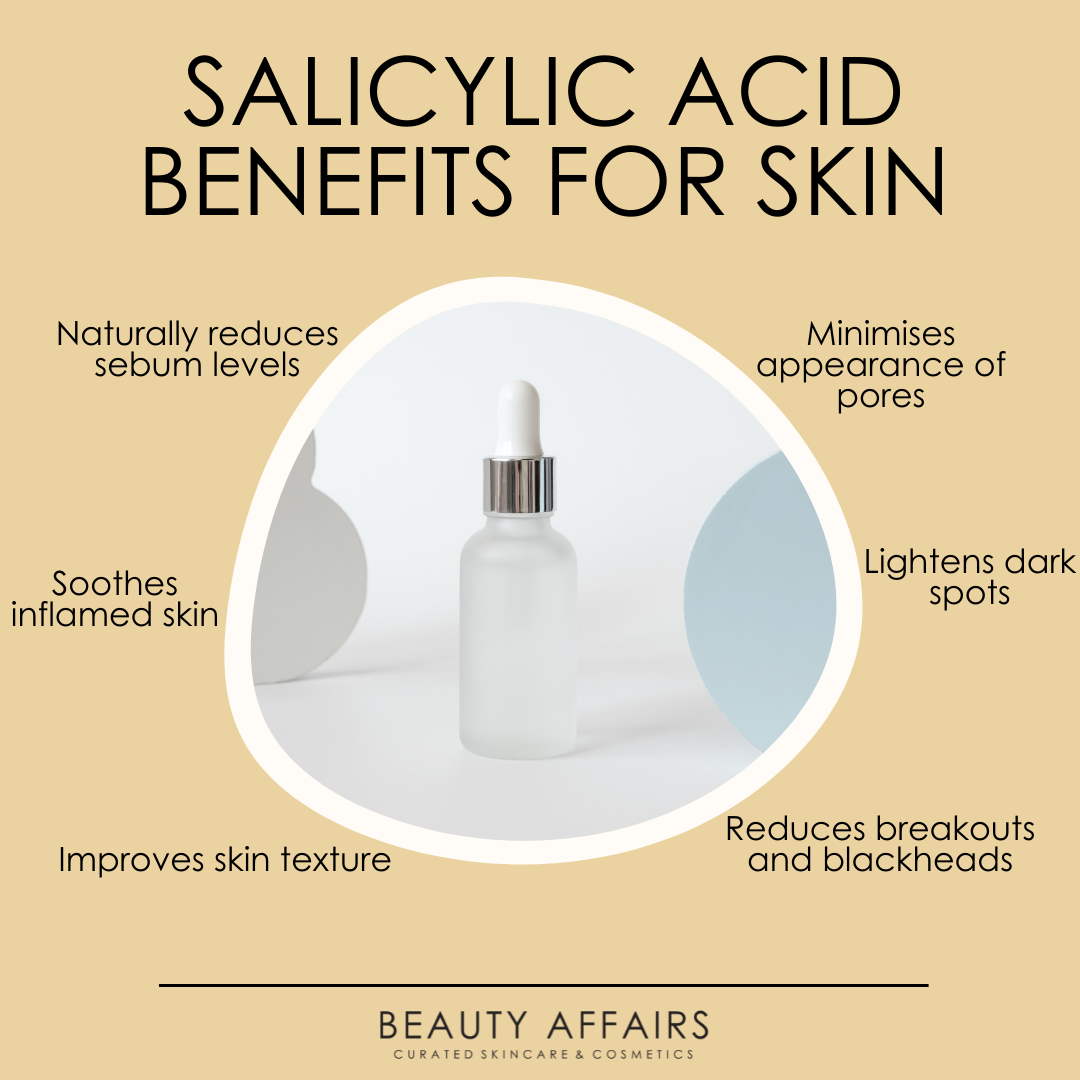 SALICYLIC ACID
BENEFITS FOR SKIN
Naturally reduces
sebum levels
Minimises
appearance of
pores
Soothes
inflamed skin
Lightens dark
spots
Improves skin texture
Reduces breakouts
and blackheads
BEAUTY AFFAIRS
CURATED SKINCARE & COSMETICS